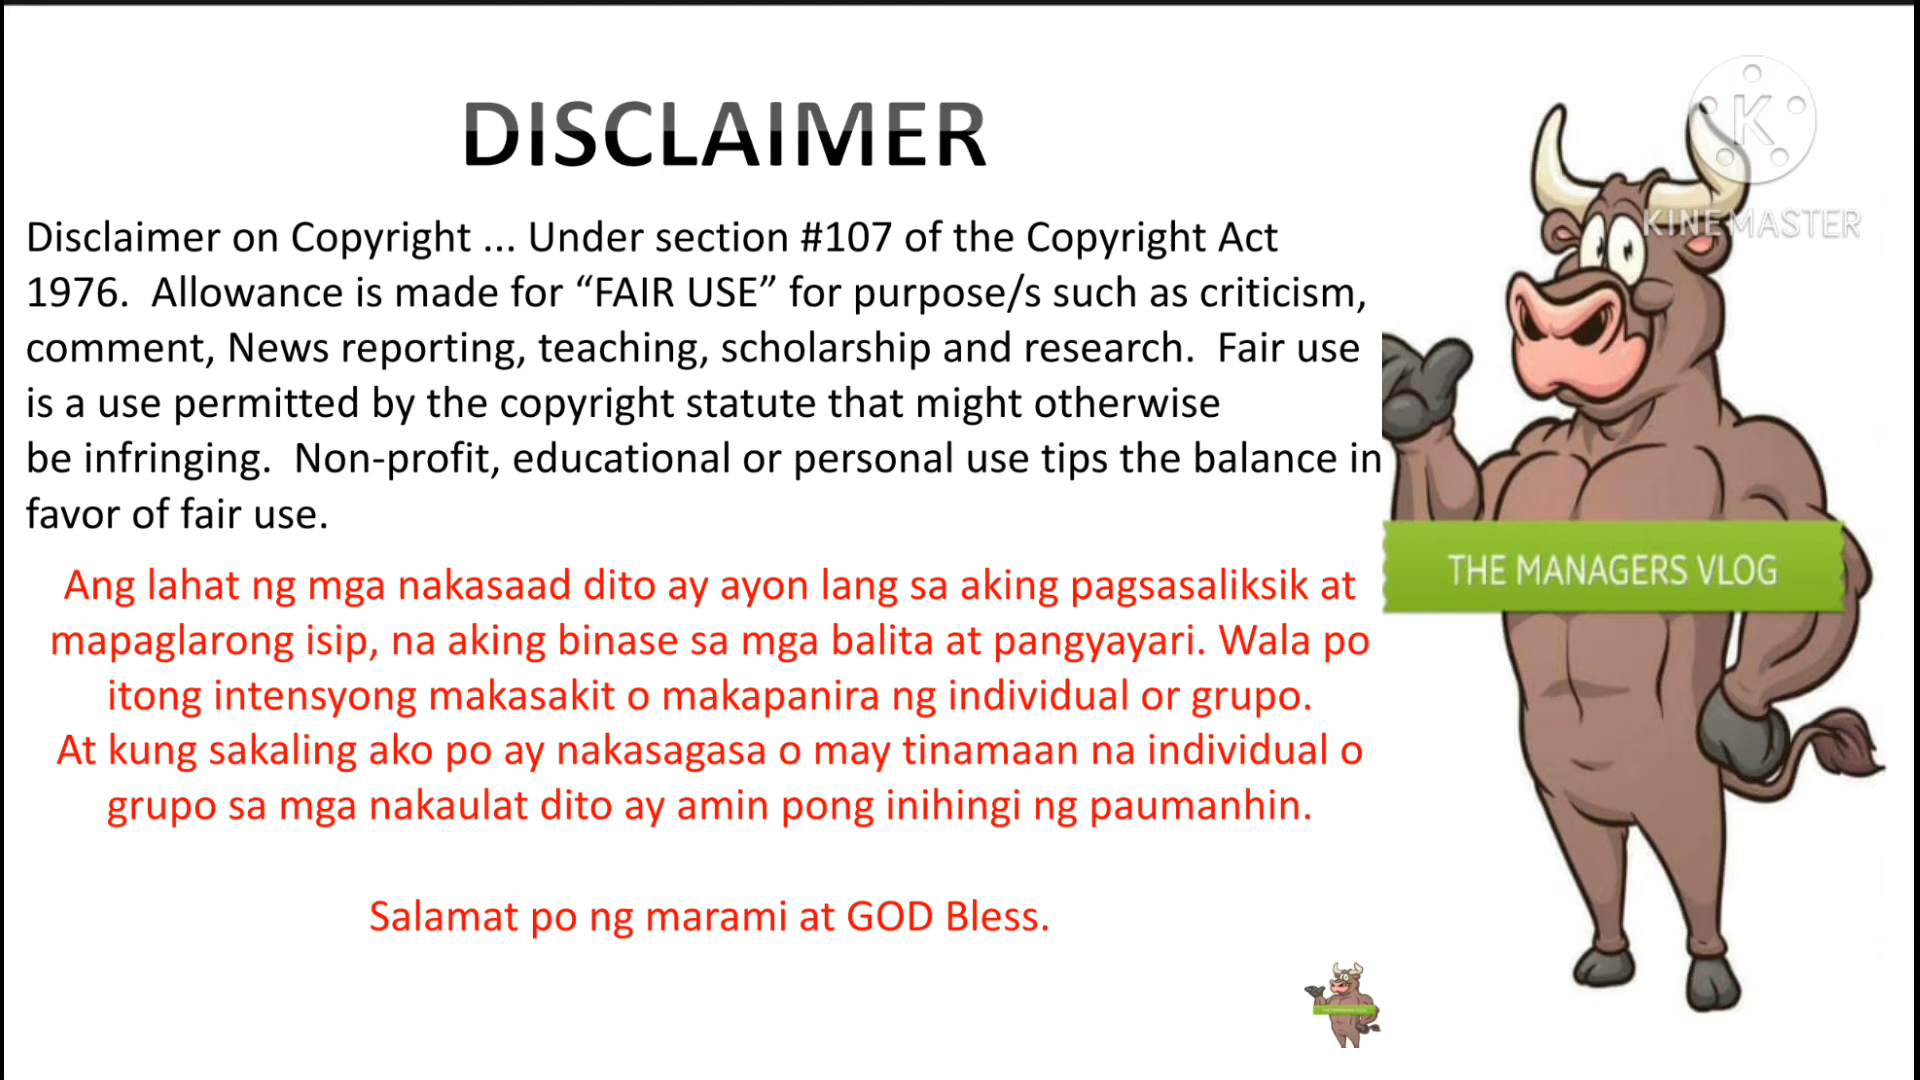 DISCLAIMER
Disclaimer on Copyright ... Under section #107 of the Copyright Act
1976.  Allowance is made for “FAIR USE” for purpose/s such as criticism,
comment, News reporting, teaching, scholarship and research.  Fair use
is a use permitted by the copyright statute that might otherwise
be infringing.  Non-profit, educational or personal use tips the balance in
favor of fair use.
Ang lahat ng mga nakasaad dito ay ayon lang sa aking pagsasaliksik at
mapaglarong isip, na aking binase sa mga balita at pangyayari. Wala po
itong intensyong makasakit o makapanira ng individual or grupo.
At kung sakaling ako po ay nakasagasa o may tinamaan na individual o
grupo sa mga nakaulat dito ay amin pong inihingi ng paumanhin.
Salamat po ng marami at GOD Bless.
K
KINEMASTER
THE MANAGERS VLOG
THE MANAGERS VLOG